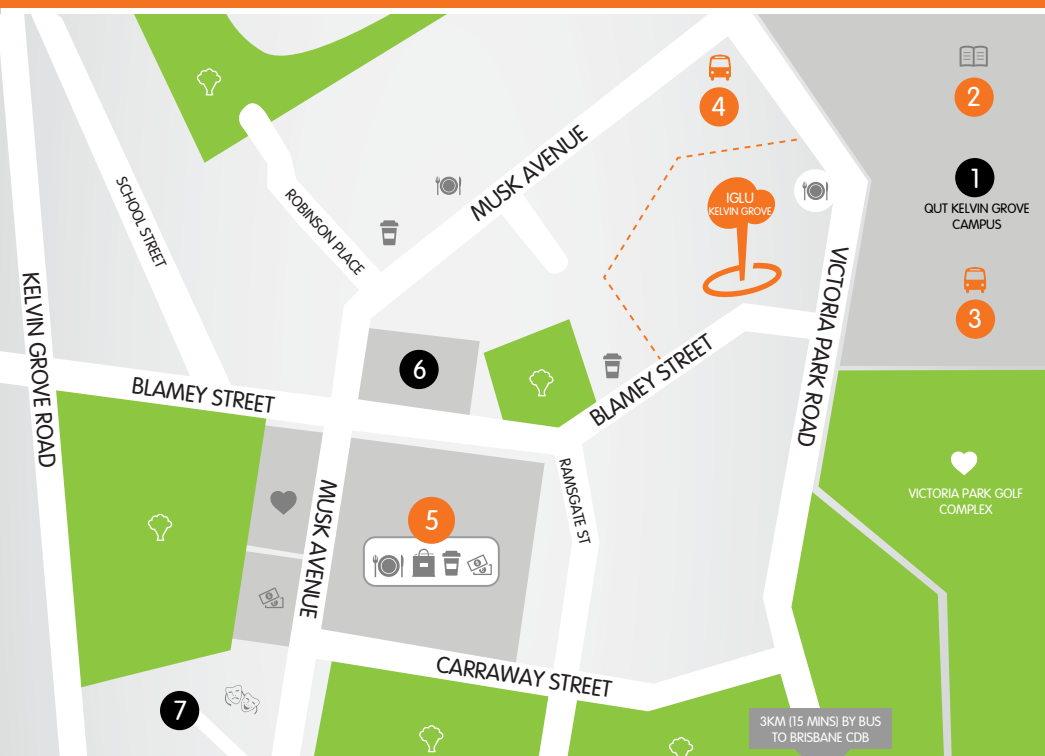 2
4
1
QUT KELVIN GROVE
CAMPUS
IGLU
KELVIN GROVE
MUSK AVENUE
SCHOOL STREET
ROBINSON PLACE
VICTORIA PARK ROAD
3
KELVIN GROVE ROAD
6
BLAMEY STREET
BLAMEY STREET
RAMSGATE ST
VICTORIA PARK GOLF
COMPLEX
MUSK AVENUE
5
CARRAWAY STREET
7
3KM (15 MINS) BY BUS
TO BRISBANE CDB